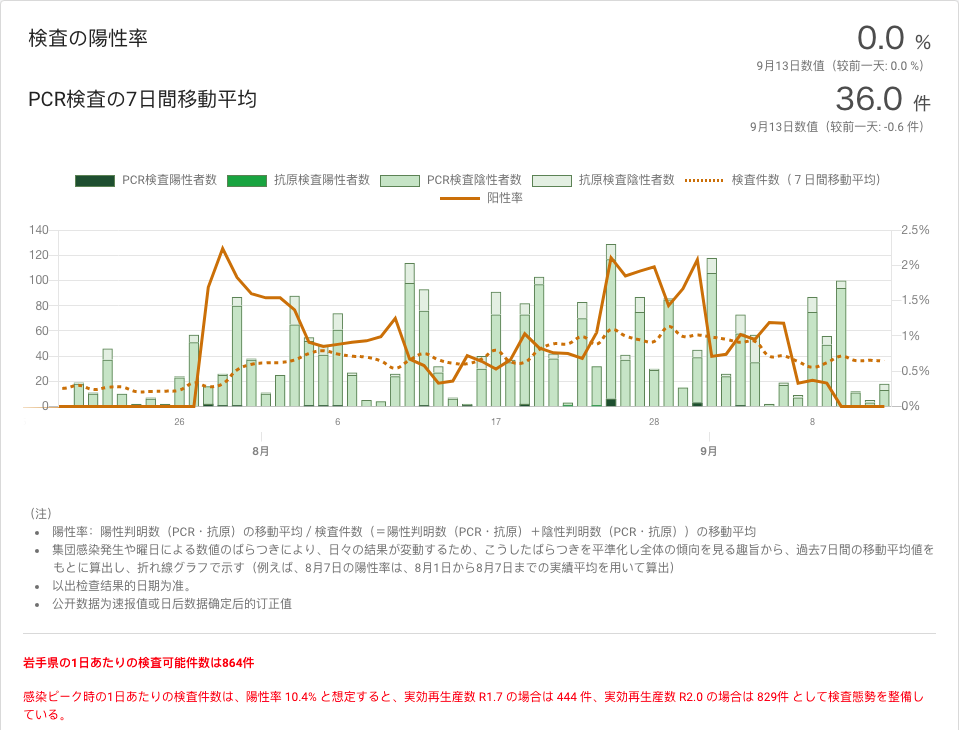 検査の陽性率
0.0 %
9月13日数值（较前一天: 0.0 %）
PCR検査の7日間移動平均
36.0 件
9月13日数值（较前一天: -0.6 件）
PCR検査陽性者数 抗原検査陽性者数 PCR検査陰性者数 抗原検査陰性者数 検査件数（７日間移動平均）
阳性率
140 2.5%
120 2%
100
80 1.5%
60 1%
40 0.5%
20
0 0%
26 6 17 28 8
8月 9月
（注）
陽性率：陽性判明数（PCR・抗原）の移動平均 / 検査件数（＝陽性判明数（PCR・抗原）＋陰性判明数（PCR・抗原））の移動平均
集団感染発生や曜日による数値のばらつきにより、日々の結果が変動するため、こうしたばらつきを平準化し全体の傾向を見る趣旨から、過去7日間の移動平均値を
もとに算出し、折れ線グラフで示す（例えば、8月7日の陽性率は、8月1日から8月7日までの実績平均を用いて算出）
以出检查结果的日期为准。
公开数据为速报值或日后数据确定后的订正值
岩手県の1日あたりの検査可能件数は864件
感染ピーク時の1日あたりの検査件数は、陽性率 10.4% と想定すると、実効再生産数 R1.7 の場合は 444 件、実効再生産数 R2.0 の場合は 829件 として検査態勢を整備し
ている。